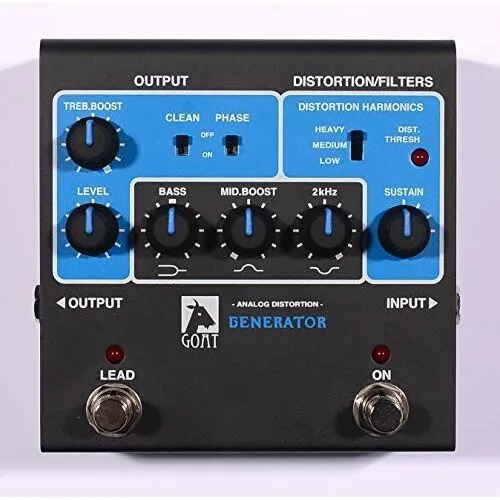 OUTPUT
DISTORTION/FILTERS
TREB.BOOST
CLEAN
PHASE
OFF
ON
DISTORTION HARMONICS
HEAVY
MEDIUM
LOW
DIST.
THRESH
LEVEL
BASS
MID.BOOST
2kHz
SUSTAIN
OUTPUT
INPUT
GOAT
- ANALOG DISTORTION -
GENERATOR
LEAD
ON